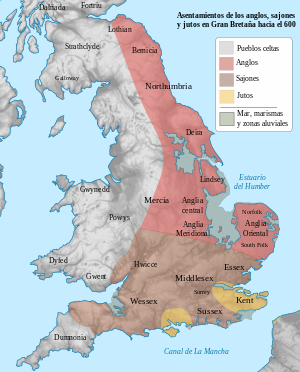 Asentamientos de los anglos, sajones
y jutos en Gran Bretaña hacia el 600
Pueblos celtas
Anglos
Sajones
Jutos
Mar, marismas
y zonas aluviales
Dalriada
Fortriu
Lothian
Strathclyde
Bernicia
Galloway
Northumbria
Deira
Lindsey
Estuario
del Humber
Gwynedd
Mercia
Anglia
central
Norfolk
Powys
Anglia
Meridional
Anglia
Oriental
South Folk
Dyfed
Hwicce
Essex
Gwent
Middlesex
Surrey
Wessex
Kent
Sussex
Dumnonia
Canal de La Mancha